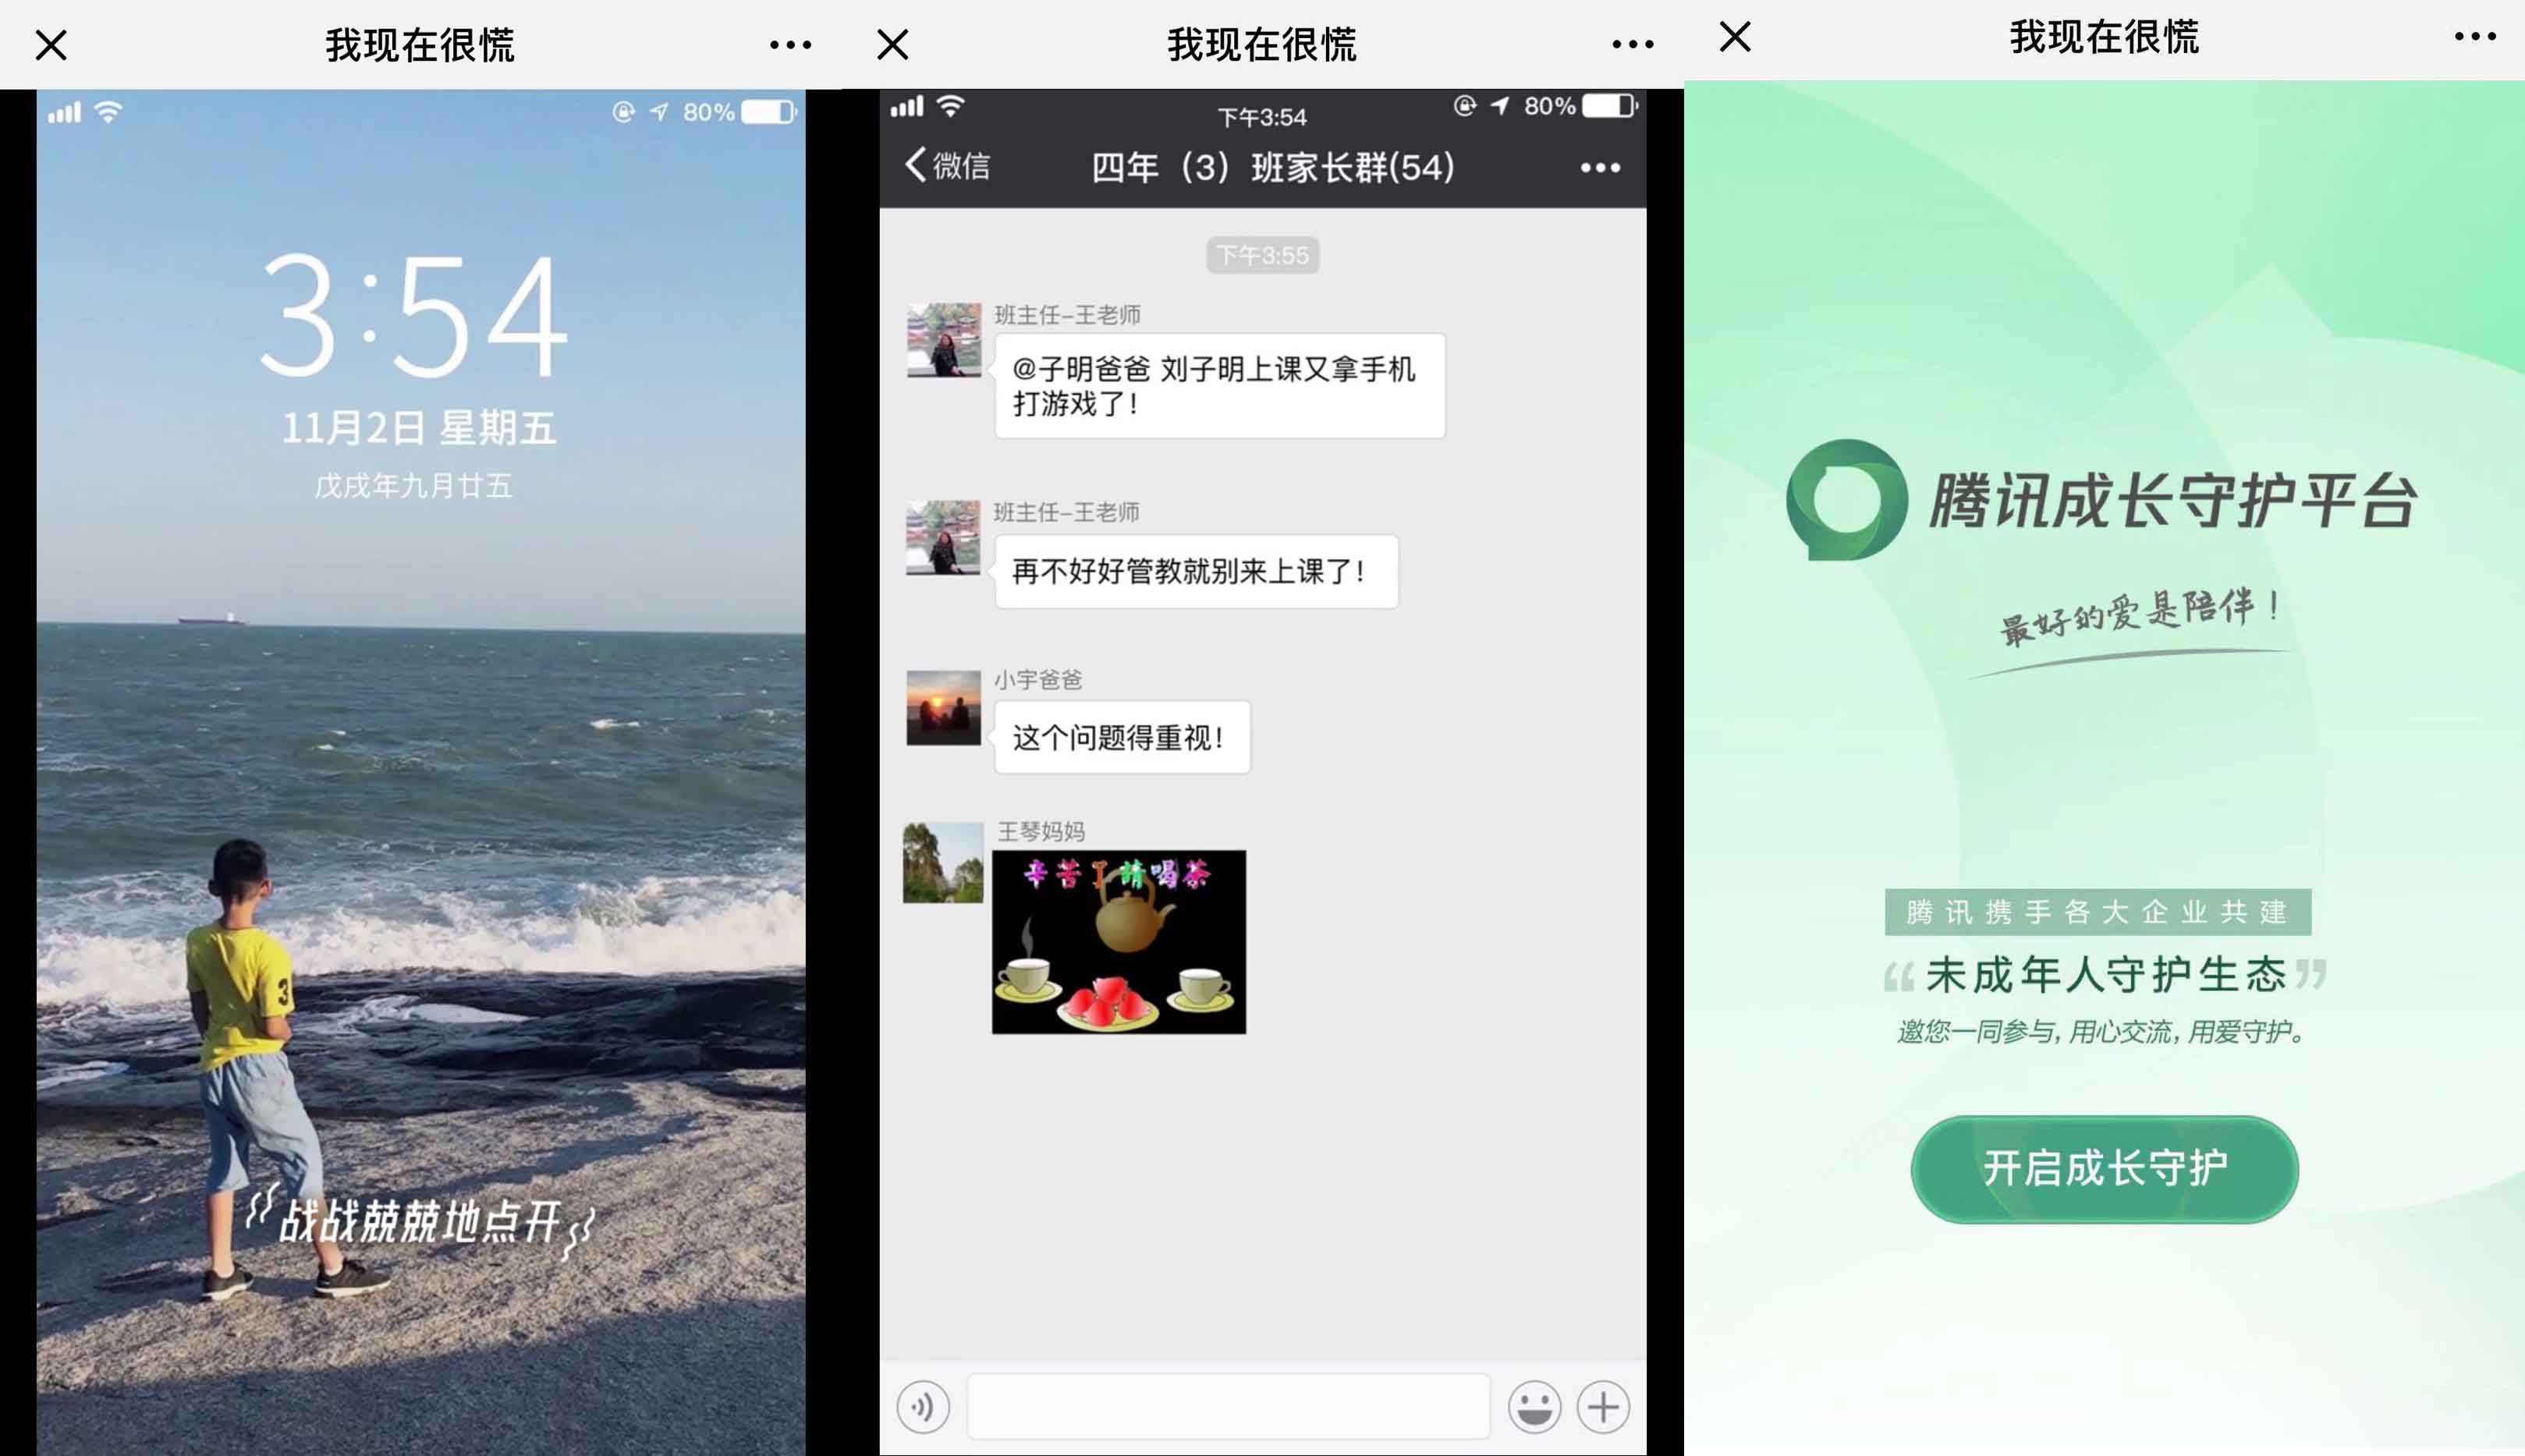 我现在很慌
80%
3:54
11月2日 星期五
戊戌年九月廿五
3
战战兢兢地点开
我现在很慌
下午3:54
80%
微信
四年（3）班家长群(54)
下午3:55
班主任-王老师
@子明爸爸 刘子明上课又拿手机
打游戏了！
班主任-王老师
再不好好管教就别来上课了！
小宇爸爸
这个问题得重视！
王琴妈妈
辛苦了请喝茶
我现在很慌
腾讯成长守护平台
最好的爱是陪伴！
腾讯携手各大企业共建
“未成年人守护生态”
邀您一同参与，用心交流，用爱守护。
开启成长守护